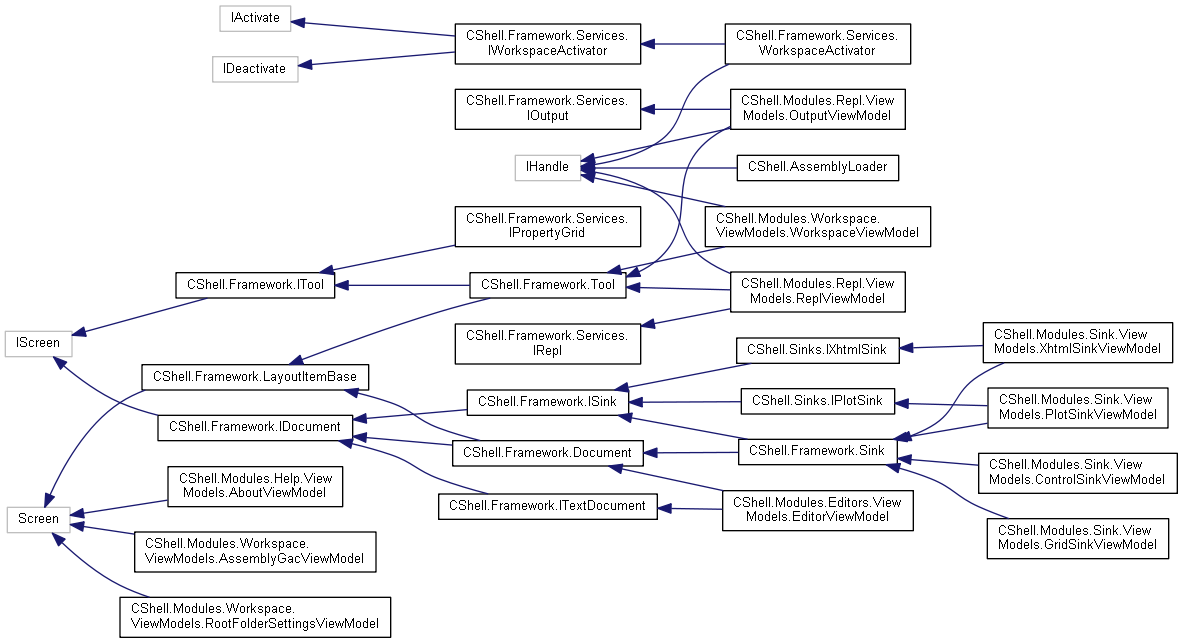 IActivate
CShell.Framework.Services.
IWorkspaceActivator
CShell.Framework.Services.
WorkspaceActivator
IDeactivate
CShell.Framework.Services.
IOutput
CShell.Modules.Repl.View
Models.OutputViewModel
IHandle
CShell.AssemblyLoader
CShell.Framework.Services.
IPropertyGrid
CShell.Modules.Workspace.
ViewModels.WorkspaceViewModel
CShell.Framework.ITool
CShell.Framework.Tool
CShell.Modules.Repl.View
Models.ReplViewModel
IScreen
CShell.Framework.Services.
IRepl
CShell.Sinks.IXhtmlSink
CShell.Modules.Sink.View
Models.XhtmlSinkViewModel
CShell.Framework.LayoutItemBase
CShell.Framework.ISink
CShell.Sinks.IPlotSink
CShell.Modules.Sink.View
Models.PlotSinkViewModel
CShell.Framework.IDocument
CShell.Framework.Document
CShell.Framework.Sink
CShell.Modules.Sink.View
Models.ControlSinkViewModel
CShell.Modules.Help.View
Models.AboutViewModel
CShell.Framework.ITextDocument
CShell.Modules.Editors.View
Models.EditorViewModel
Screen
CShell.Modules.Sink.View
Models.GridSinkViewModel
CShell.Modules.Workspace.
ViewModels.AssemblyGacViewModel
CShell.Modules.Workspace.
ViewModels.RootFolderSettingsViewModel